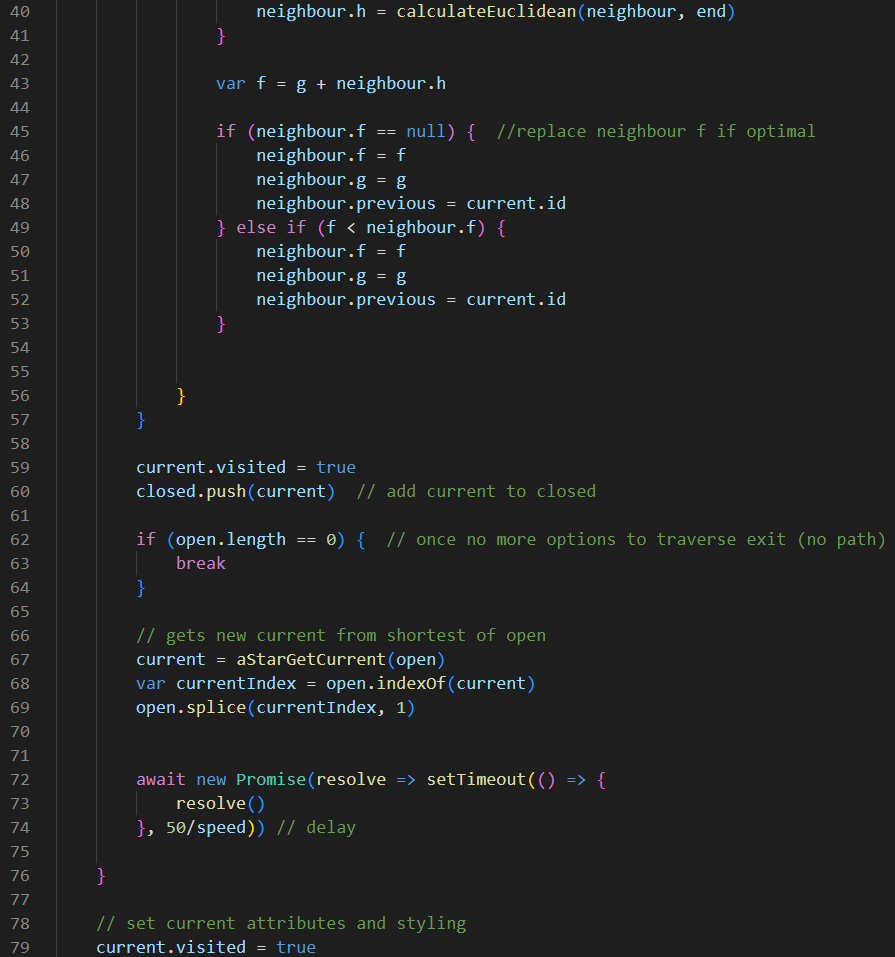 40 neighbour.h = calculateEuclidean(neighbour, end)
41 }
42
43 var f = g + neighbour.h
44
45 if (neighbour.f == null) { //replace neighbour f if optimal
46 neighbour.f = f
47 neighbour.g = g
48 neighbour.previous = current.id
49 } else if (f < neighbour.f) {
50 neighbour.f = f
51 neighbour.g = g
52 neighbour.previous = current.id
53 }
54
55
56 }
57 }
58
59 current.visited = true
60 closed.push(current) // add current to closed
61
62 if (open.length == 0) { // once no more options to traverse exit (no path)
63 break
64 }
65
66 // gets new current from shortest of open
67 current = aStarGetCurrent(open)
68 var currentIndex = open.indexOf(current)
69 open.splice(currentIndex, 1)
70
71
72 await new Promise(resolve => setTimeout(() => {
73 resolve()
74 }, 50/speed)) // delay
75
76 }
77
78 // set current attributes and styling
79 current.visited = true